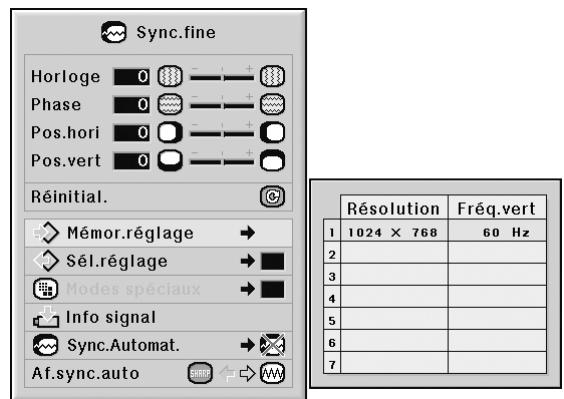 Sync.fine
Horloge 0 - +
Phase 0 - +
Pos.hori 0 - +
Pos.vert 0 - +
Réinitial.
Mémor.réglage
Sél.réglage
Modes spéciaux
Info signal
Sync.Automat.
Af.sync.auto SHARP
Résolution Fréq.vert
1 1024 × 768 60 Hz
2
3
4
5
6
7